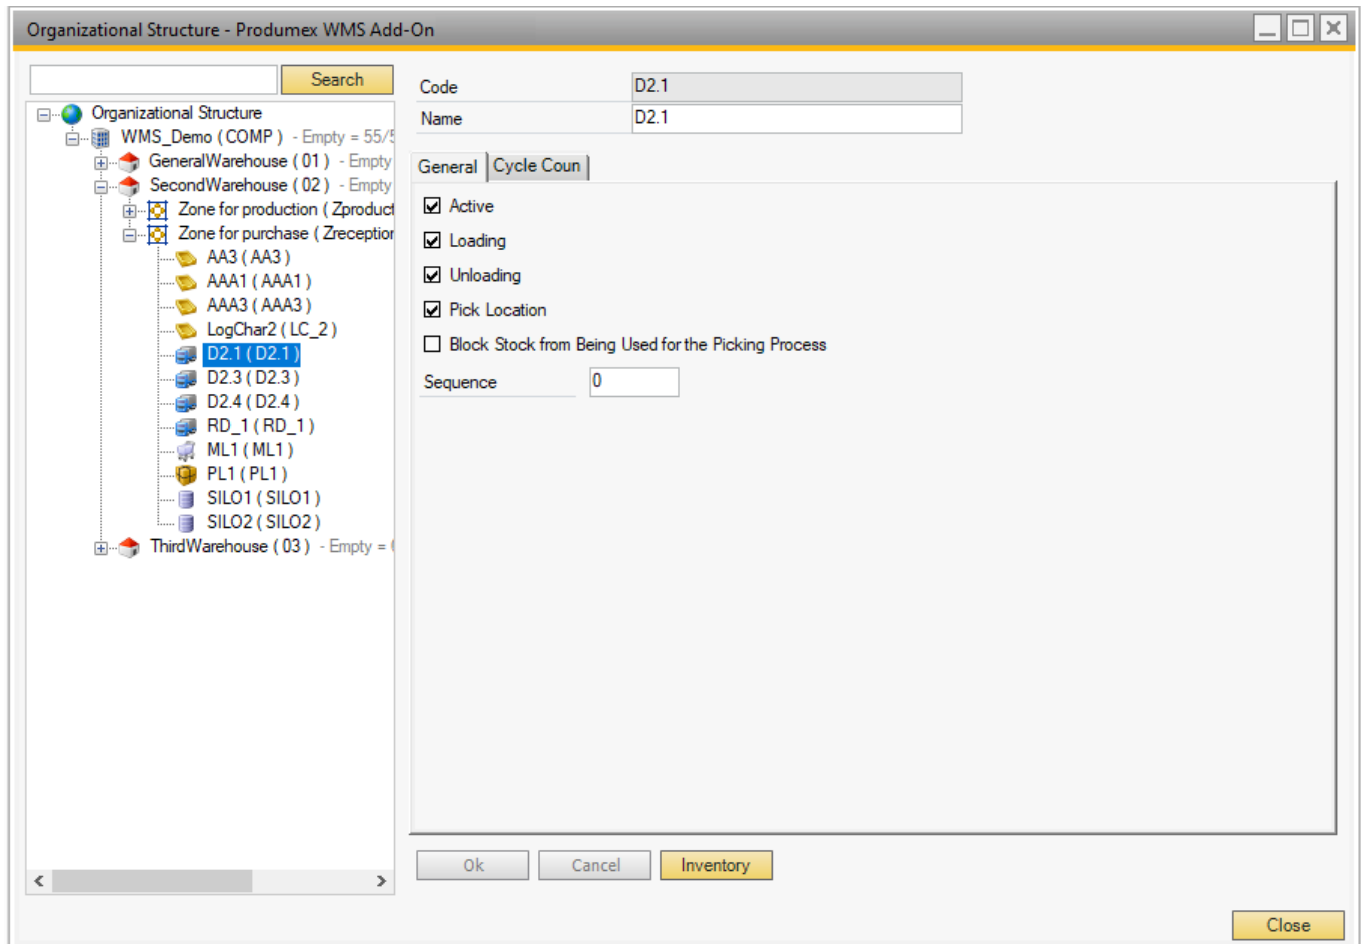 Organizational Structure - Produmex WMS Add-On
Search
Organizational Structure
WMS_Demo ( COMP ) - Empty = 55/
GeneralWarehouse ( 01 ) - Empty
SecondWarehouse ( 02 ) - Empty
Zone for production ( Zproduct
Zone for purchase ( Zreception
AA3 ( AA3 )
AAA1 ( AAA1 )
AAA3 ( AAA3 )
LogChar2 ( LC_2 )
D2.1 ( D2.1 )
D2.3 ( D2.3 )
D2.4 ( D2.4 )
RD_1 ( RD_1 )
ML1 ( ML1 )
PL1 ( PL1 )
SILO1 ( SILO1 )
SILO2 ( SILO2 )
ThirdWarehouse ( 03 ) - Empty =
Code D2.1
Name D2.1
General Cycle Coun
Active
Loading
Unloading
Pick Location
Block Stock from Being Used for the Picking Process
Sequence 0
Ok Cancel Inventory
Close